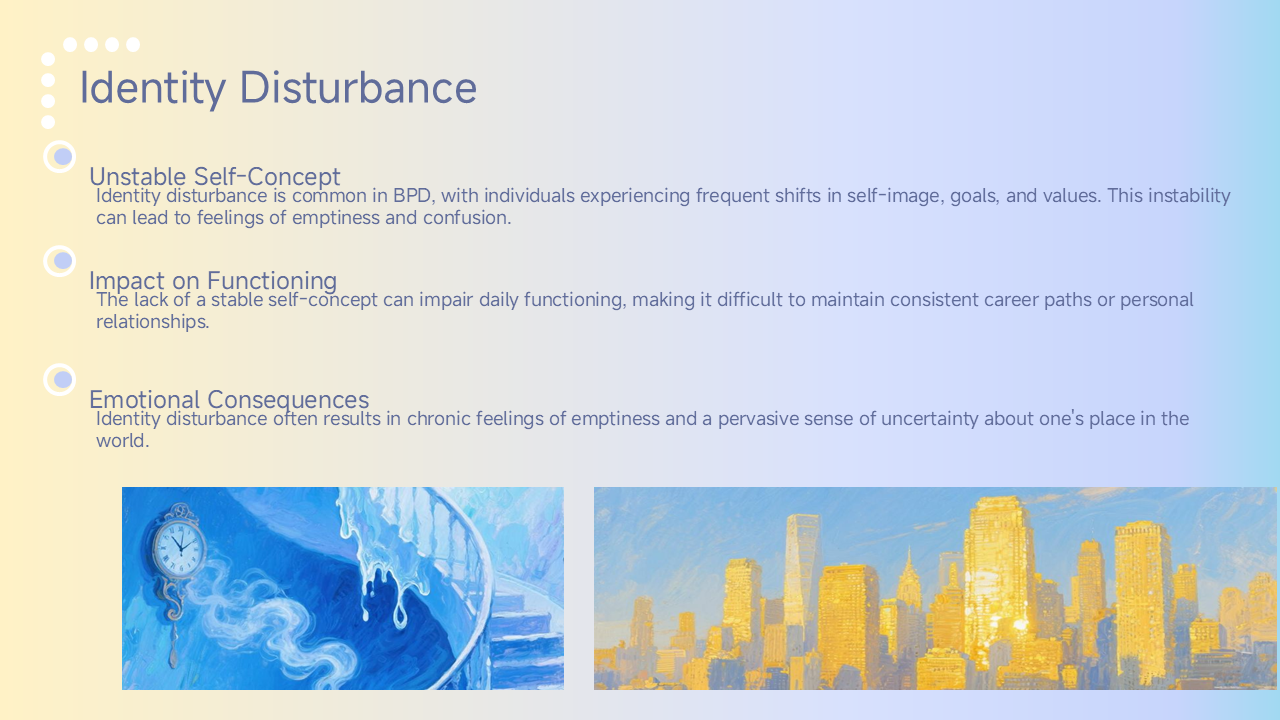 Identity Disturbance
Unstable Self-Concept
Identity disturbance is common in BPD, with individuals experiencing frequent shifts in self-image, goals, and values. This instability
can lead to feelings of emptiness and confusion.
Impact on Functioning
The lack of a stable self-concept can impair daily functioning, making it difficult to maintain consistent career paths or personal
relationships.
Emotional Consequences
Identity disturbance often results in chronic feelings of emptiness and a pervasive sense of uncertainty about one's place in the
world.